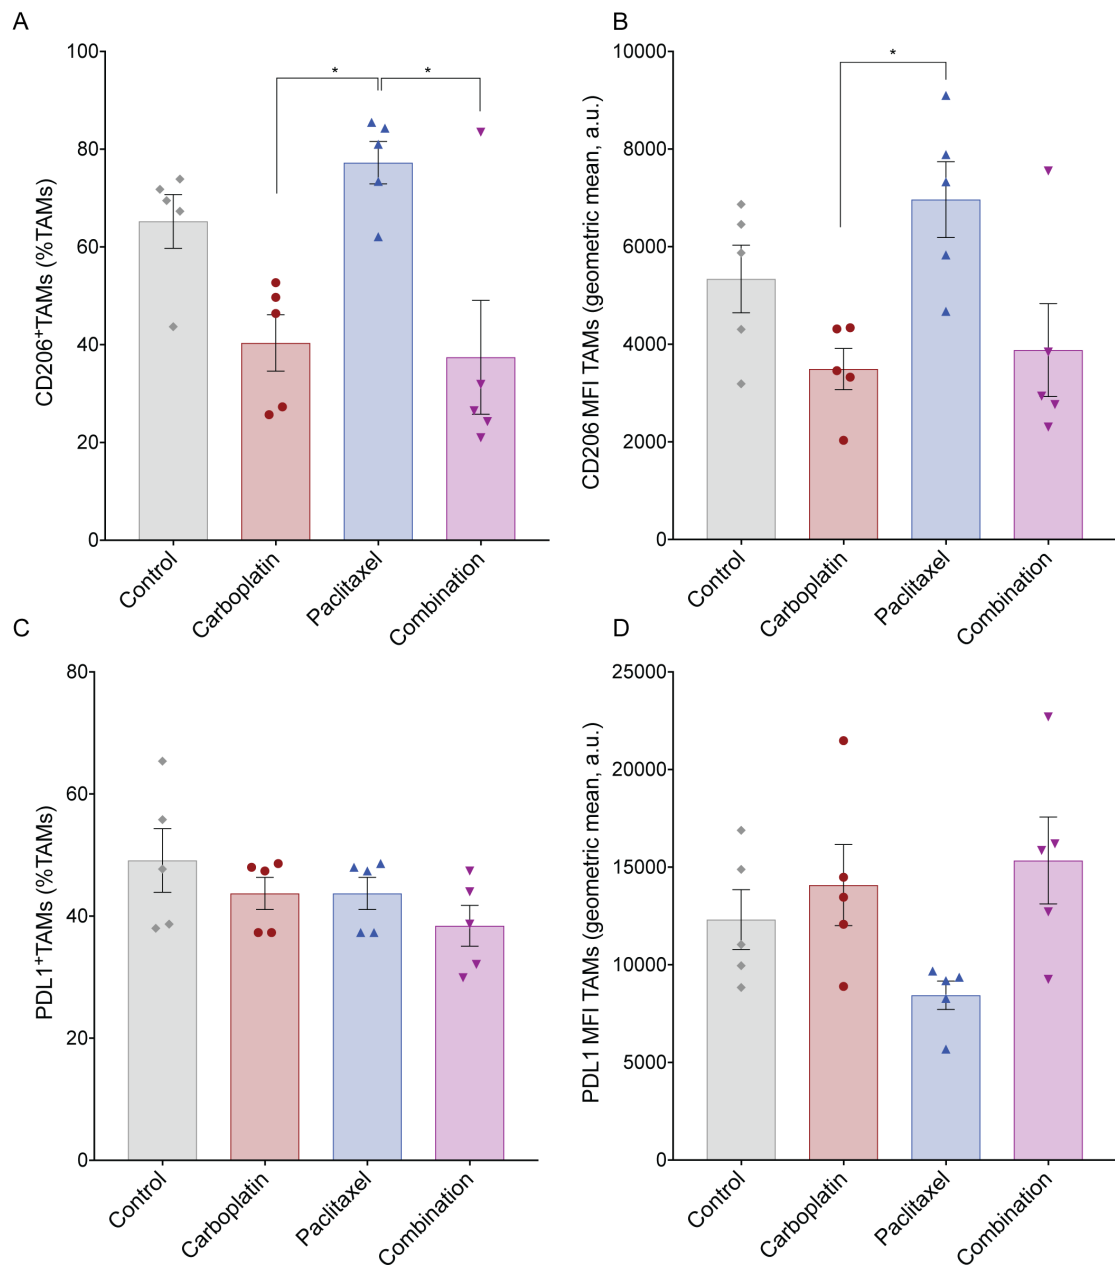 A
CD206⁺TAMs (%TAMs)
100
80
60
40
20
0
* *
Control
Carboplatin
Paclitaxel
Combination
B
CD206 MFI TAMs (geometric mean, a.u.)
10000
8000
6000
4000
2000
0
*
Control
Carboplatin
Paclitaxel
Combination
C
PDL1⁺TAMs (%TAMs)
80
60
40
20
0
Control
Carboplatin
Paclitaxel
Combination
D
PDL1 MFI TAMs (geometric mean, a.u.)
25000
20000
15000
10000
5000
0
Control
Carboplatin
Paclitaxel
Combination